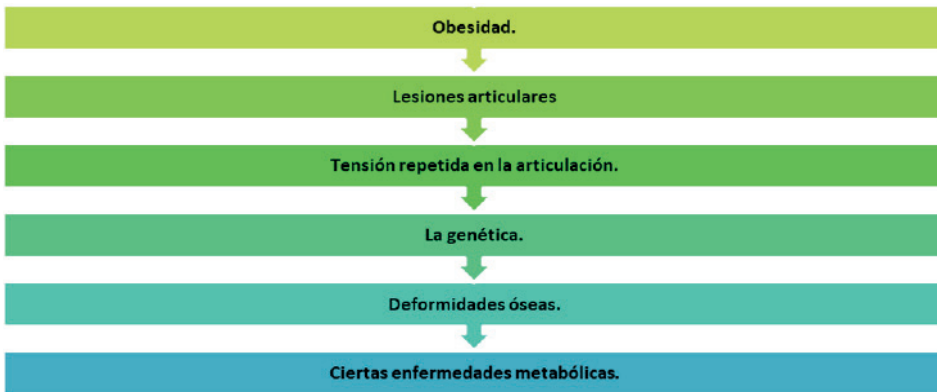 Obesidad.
Lesiones articulares
Tensión repetida en la articulación.
La genética.
Deformidades óseas.
Ciertas enfermedades metabólicas.